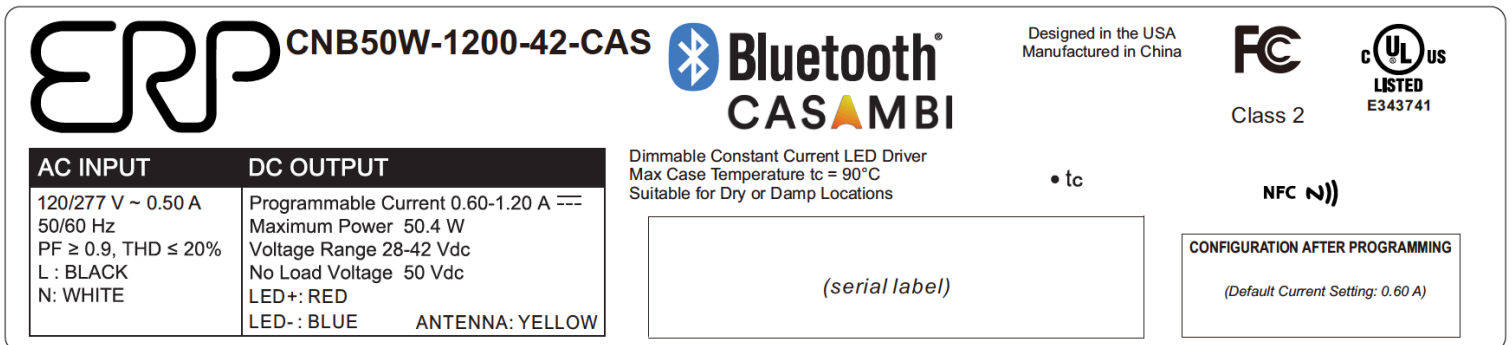 ERP
CNB50W-1200-42-CAS
Bluetooth®
CASAMBI
Designed in the USA
Manufactured in China
FC
Class 2
C UL® US
LISTED
E343741
AC INPUT
120/277 V ~ 0.50 A
50/60 Hz
PF ≥ 0.9, THD ≤ 20%
L : BLACK
N: WHITE
DC OUTPUT
Programmable Current 0.60-1.20 A ⎓
Maximum Power 50.4 W
Voltage Range 28-42 Vdc
No Load Voltage 50 Vdc
LED+: RED
LED- : BLUE ANTENNA: YELLOW
Dimmable Constant Current LED Driver
Max Case Temperature tc = 90°C
Suitable for Dry or Damp Locations
• tc
NFC
(serial label)
CONFIGURATION AFTER PROGRAMMING
(Default Current Setting: 0.60 A)